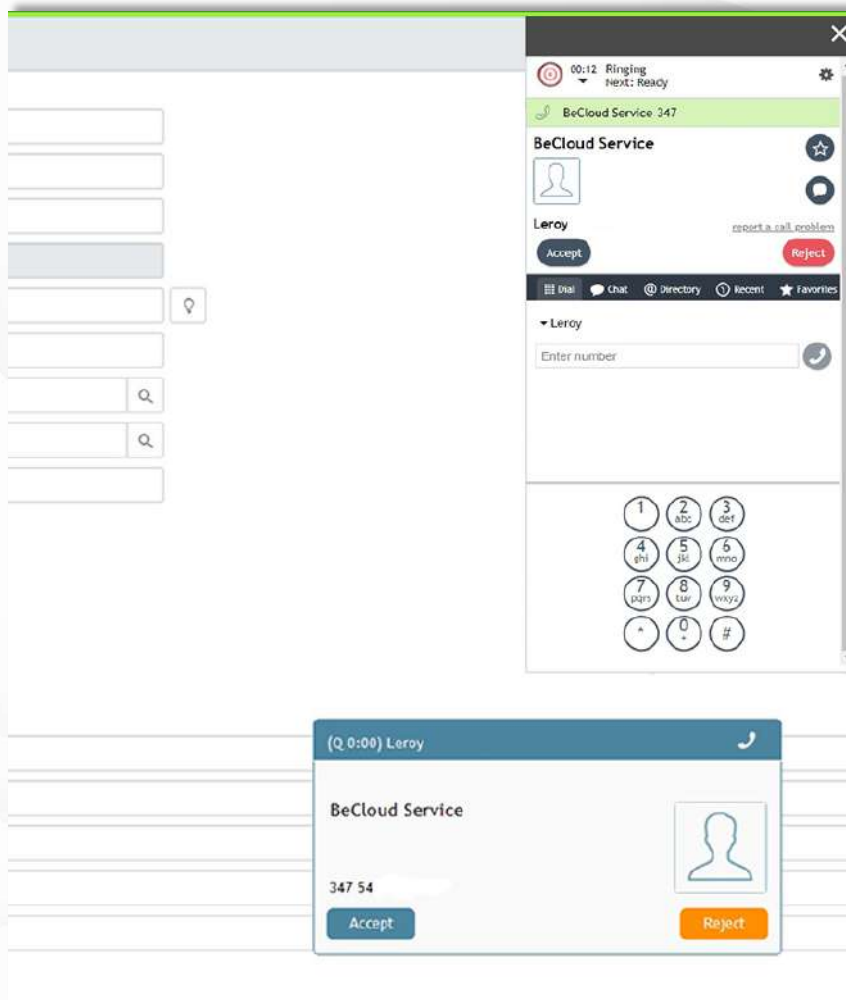 00:12 Ringing
Next: Ready
BeCloud Service 347
BeCloud Service
Leroy
report a call problem
Accept
Reject
Dial Chat @ Directory Recent Favorites
Leroy
Enter number
1 2 abc 3 def
4 ghi 5 jkl 6 mno
7 pqrs 8 tuv 9 wxyz
* 0 + #
(Q 0:00) Leroy
BeCloud Service
347 54
Accept
Reject